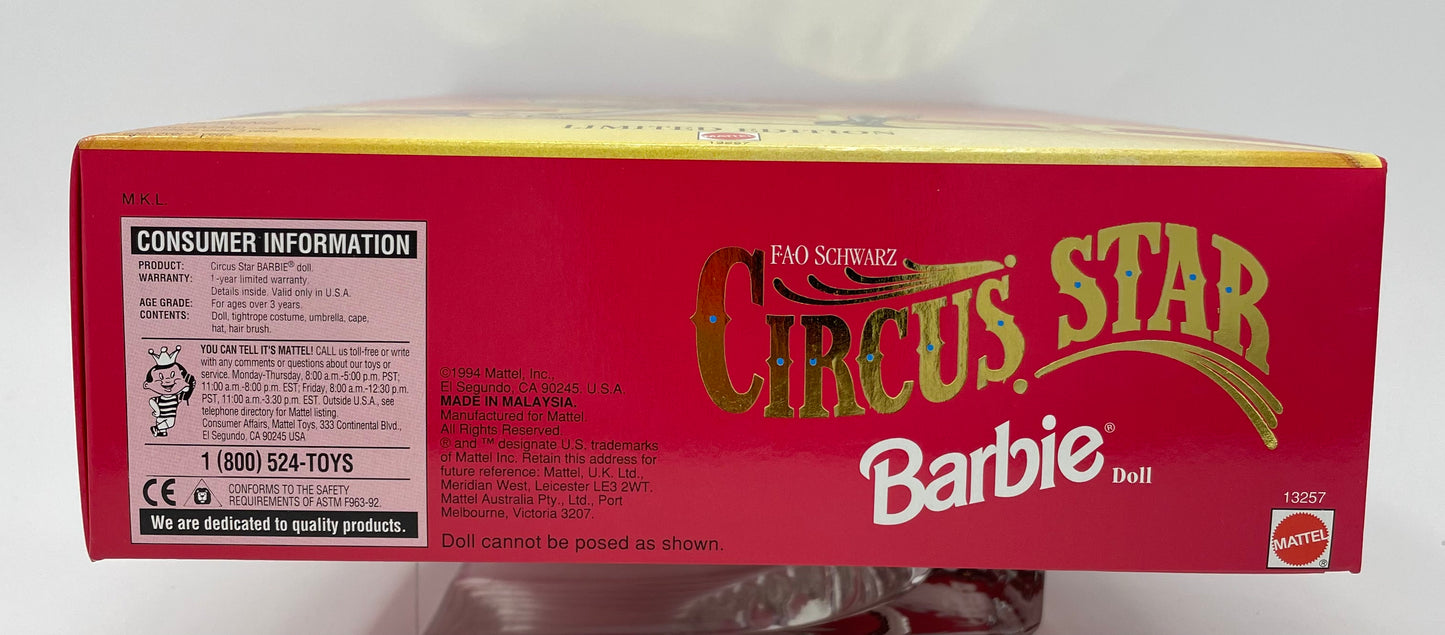 LIMITED EDITION
MATTEL
13257
M.K.L.
CONSUMER INFORMATION
PRODUCT: Circus Star BARBIE® doll.
WARRANTY: 1-year limited warranty.
Details inside. Valid only in U.S.A.
AGE GRADE: For ages over 3 years.
CONTENTS: Doll, tightrope costume, umbrella, cape,
hat, hair brush.
YOU CAN TELL IT'S MATTEL! CALL us toll-free or write
with any comments or questions about our toys or
service. Monday-Thursday, 8:00 a.m.-5:00 p.m. PST,
11:00 a.m.-8:00 p.m. EST; Friday, 8:00 a.m.-12:30 p.m.
PST, 11:00 a.m.-3.30 p.m. EST. Outside U.S.A., see
telephone directory for Mattel listing.
Consumer Affairs, Mattel Toys, 333 Continental Blvd.,
El Segundo, CA 90245 USA
1 (800) 524-TOYS
CE
CONFORMS TO THE SAFETY
REQUIREMENTS OF ASTM F963-92.
We are dedicated to quality products.
©1994 Mattel, Inc.,
El Segundo, CA 90245 U.S.A.
MADE IN MALAYSIA.
Manufactured for Mattel.
All Rights Reserved.
® and ™ designate U.S. trademarks
of Mattel Inc. Retain this address for
future reference: Mattel, U.K. Ltd.,
Meridian West, Leicester LE3 2WT.
Mattel Australia Pty., Ltd., Port
Melbourne, Victoria 3207.
Doll cannot be posed as shown.
FAO SCHWARZ
CIRCUS STAR
Barbie® Doll
13257
MATTEL®